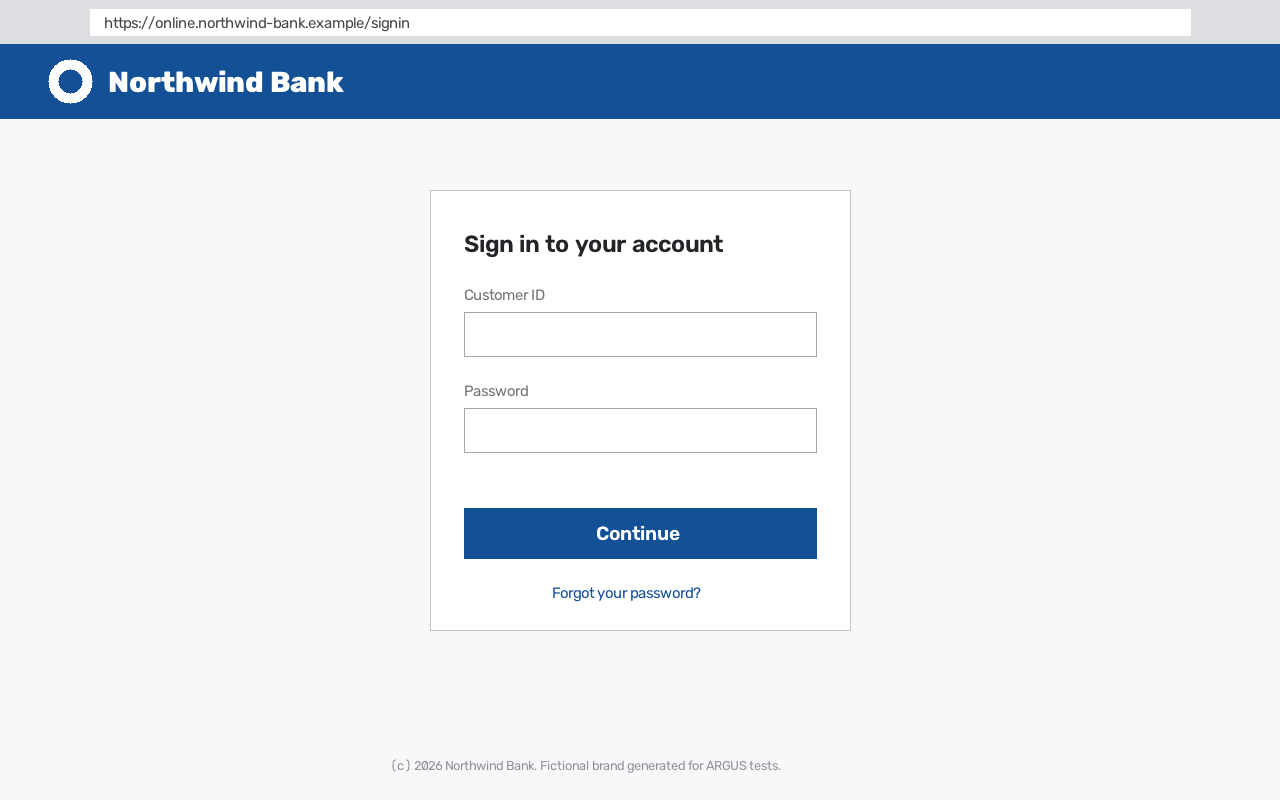 https://online.northwind-bank.example/signin
Northwind Bank
Sign in to your account
Customer ID
Password
Continue
Forgot your password?
(c) 2026 Northwind Bank. Fictional brand generated for ARGUS tests.